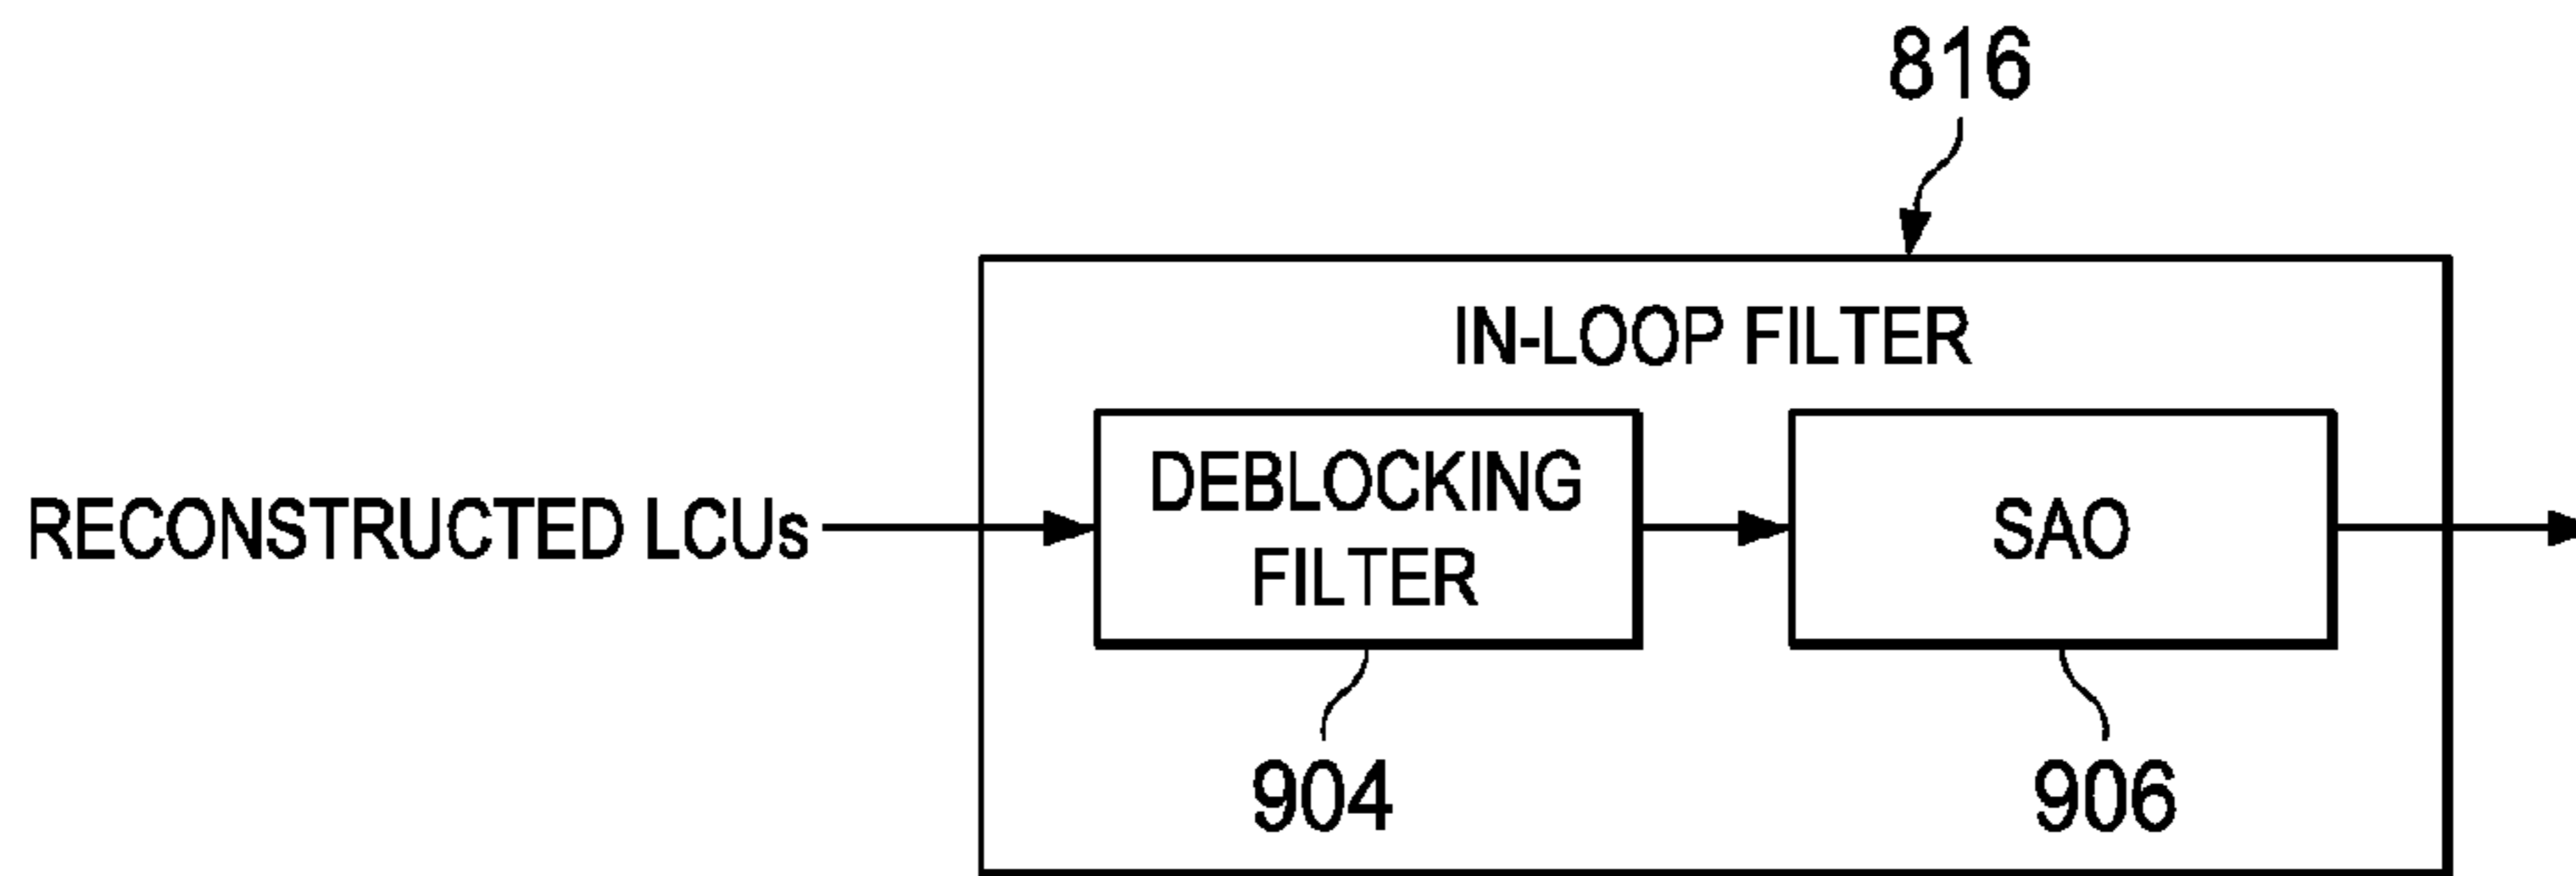 816
IN-LOOP FILTER
RECONSTRUCTED LCUs
DEBLOCKING
FILTER
SAO
904
906